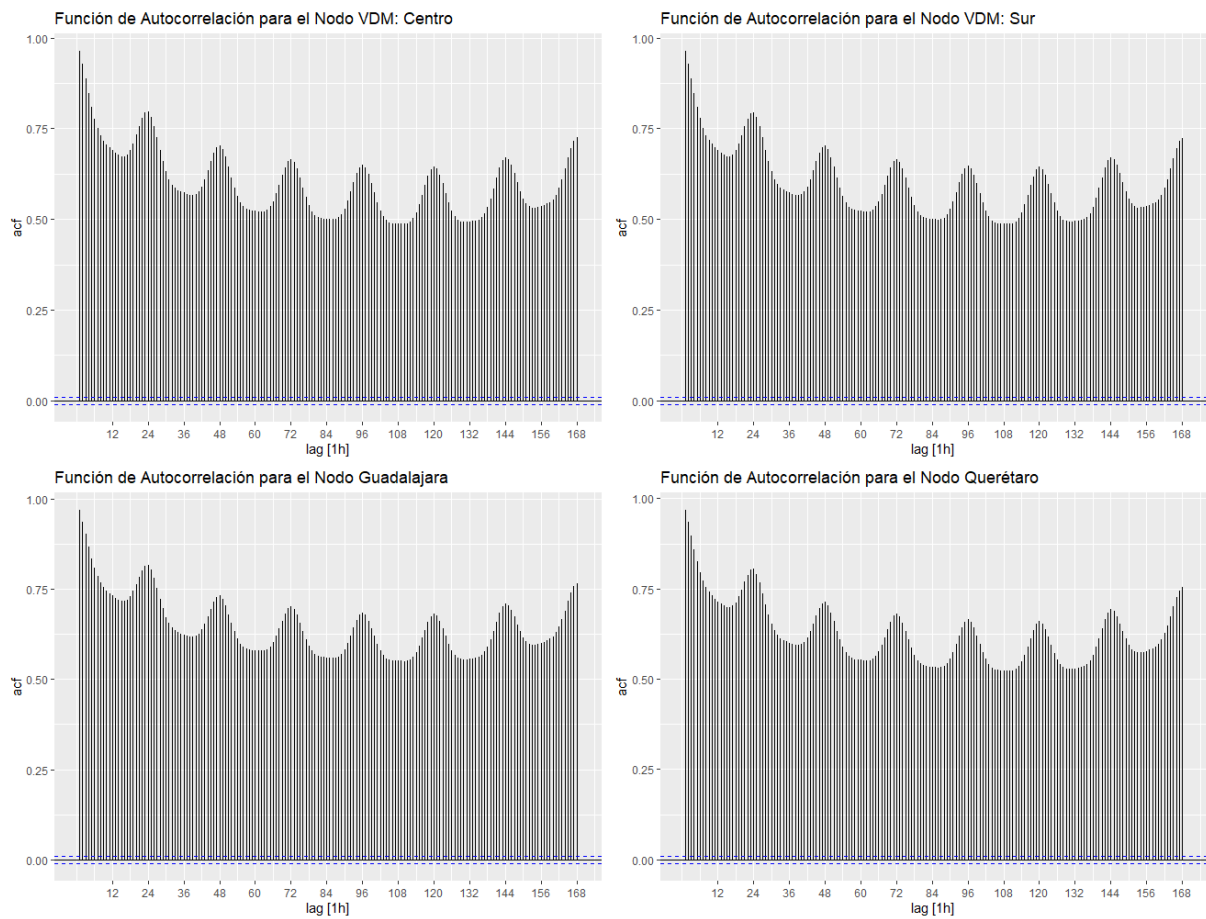 Función de Autocorrelación para el Nodo VDM: Centro
1.00
0.75
0.50
0.25
0.00
acf
12 24 36 48 60 72 84 96 108 120 132 144 156 168
lag [1h]
Función de Autocorrelación para el Nodo VDM: Sur
1.00
0.75
0.50
0.25
0.00
acf
12 24 36 48 60 72 84 96 108 120 132 144 156 168
lag [1h]
Función de Autocorrelación para el Nodo Guadalajara
1.00
0.75
0.50
0.25
0.00
acf
12 24 36 48 60 72 84 96 108 120 132 144 156 168
lag [1h]
Función de Autocorrelación para el Nodo Querétaro
1.00
0.75
0.50
0.25
0.00
acf
12 24 36 48 60 72 84 96 108 120 132 144 156 168
lag [1h]